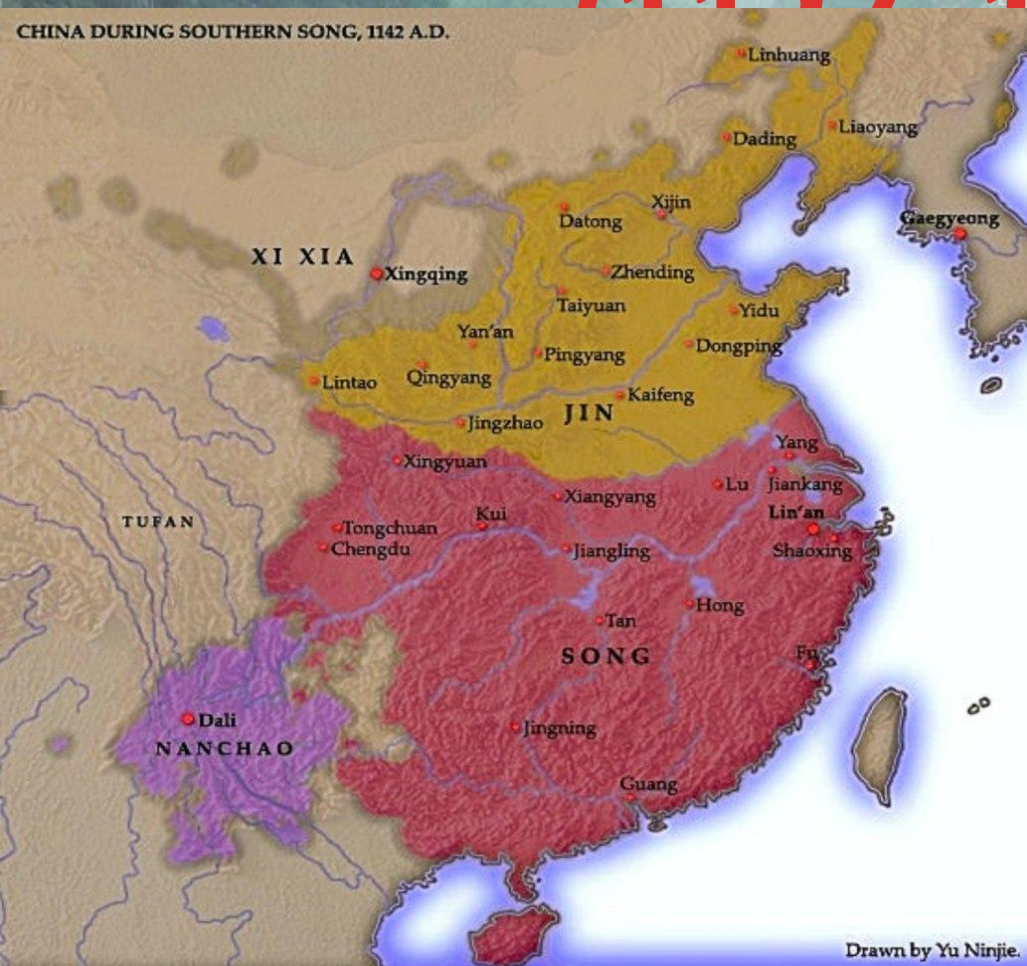 CHINA DURING SOUTHERN SONG, 1142 A.D.
Linhuang
Liaoyang
Dading
Xijin
Datong
Gaegyeong
XI XIA
Xingqing
Zhending
Taiyuan
Yidu
Yan'an
Pingyang
Dongping
Qingyang
Lintao
Kaifeng
JIN
Jingzhao
Yang
Xingyuan
Lu
Jiankang
Xiangyang
Lin'an
Kui
TUFAN
Tongchuan
Chengdu
Jiangling
Shaoxing
Hong
Tan
SONG
Fu
Dali
Jingning
NANCHAO
Guang
Drawn by Yu Ninjie.